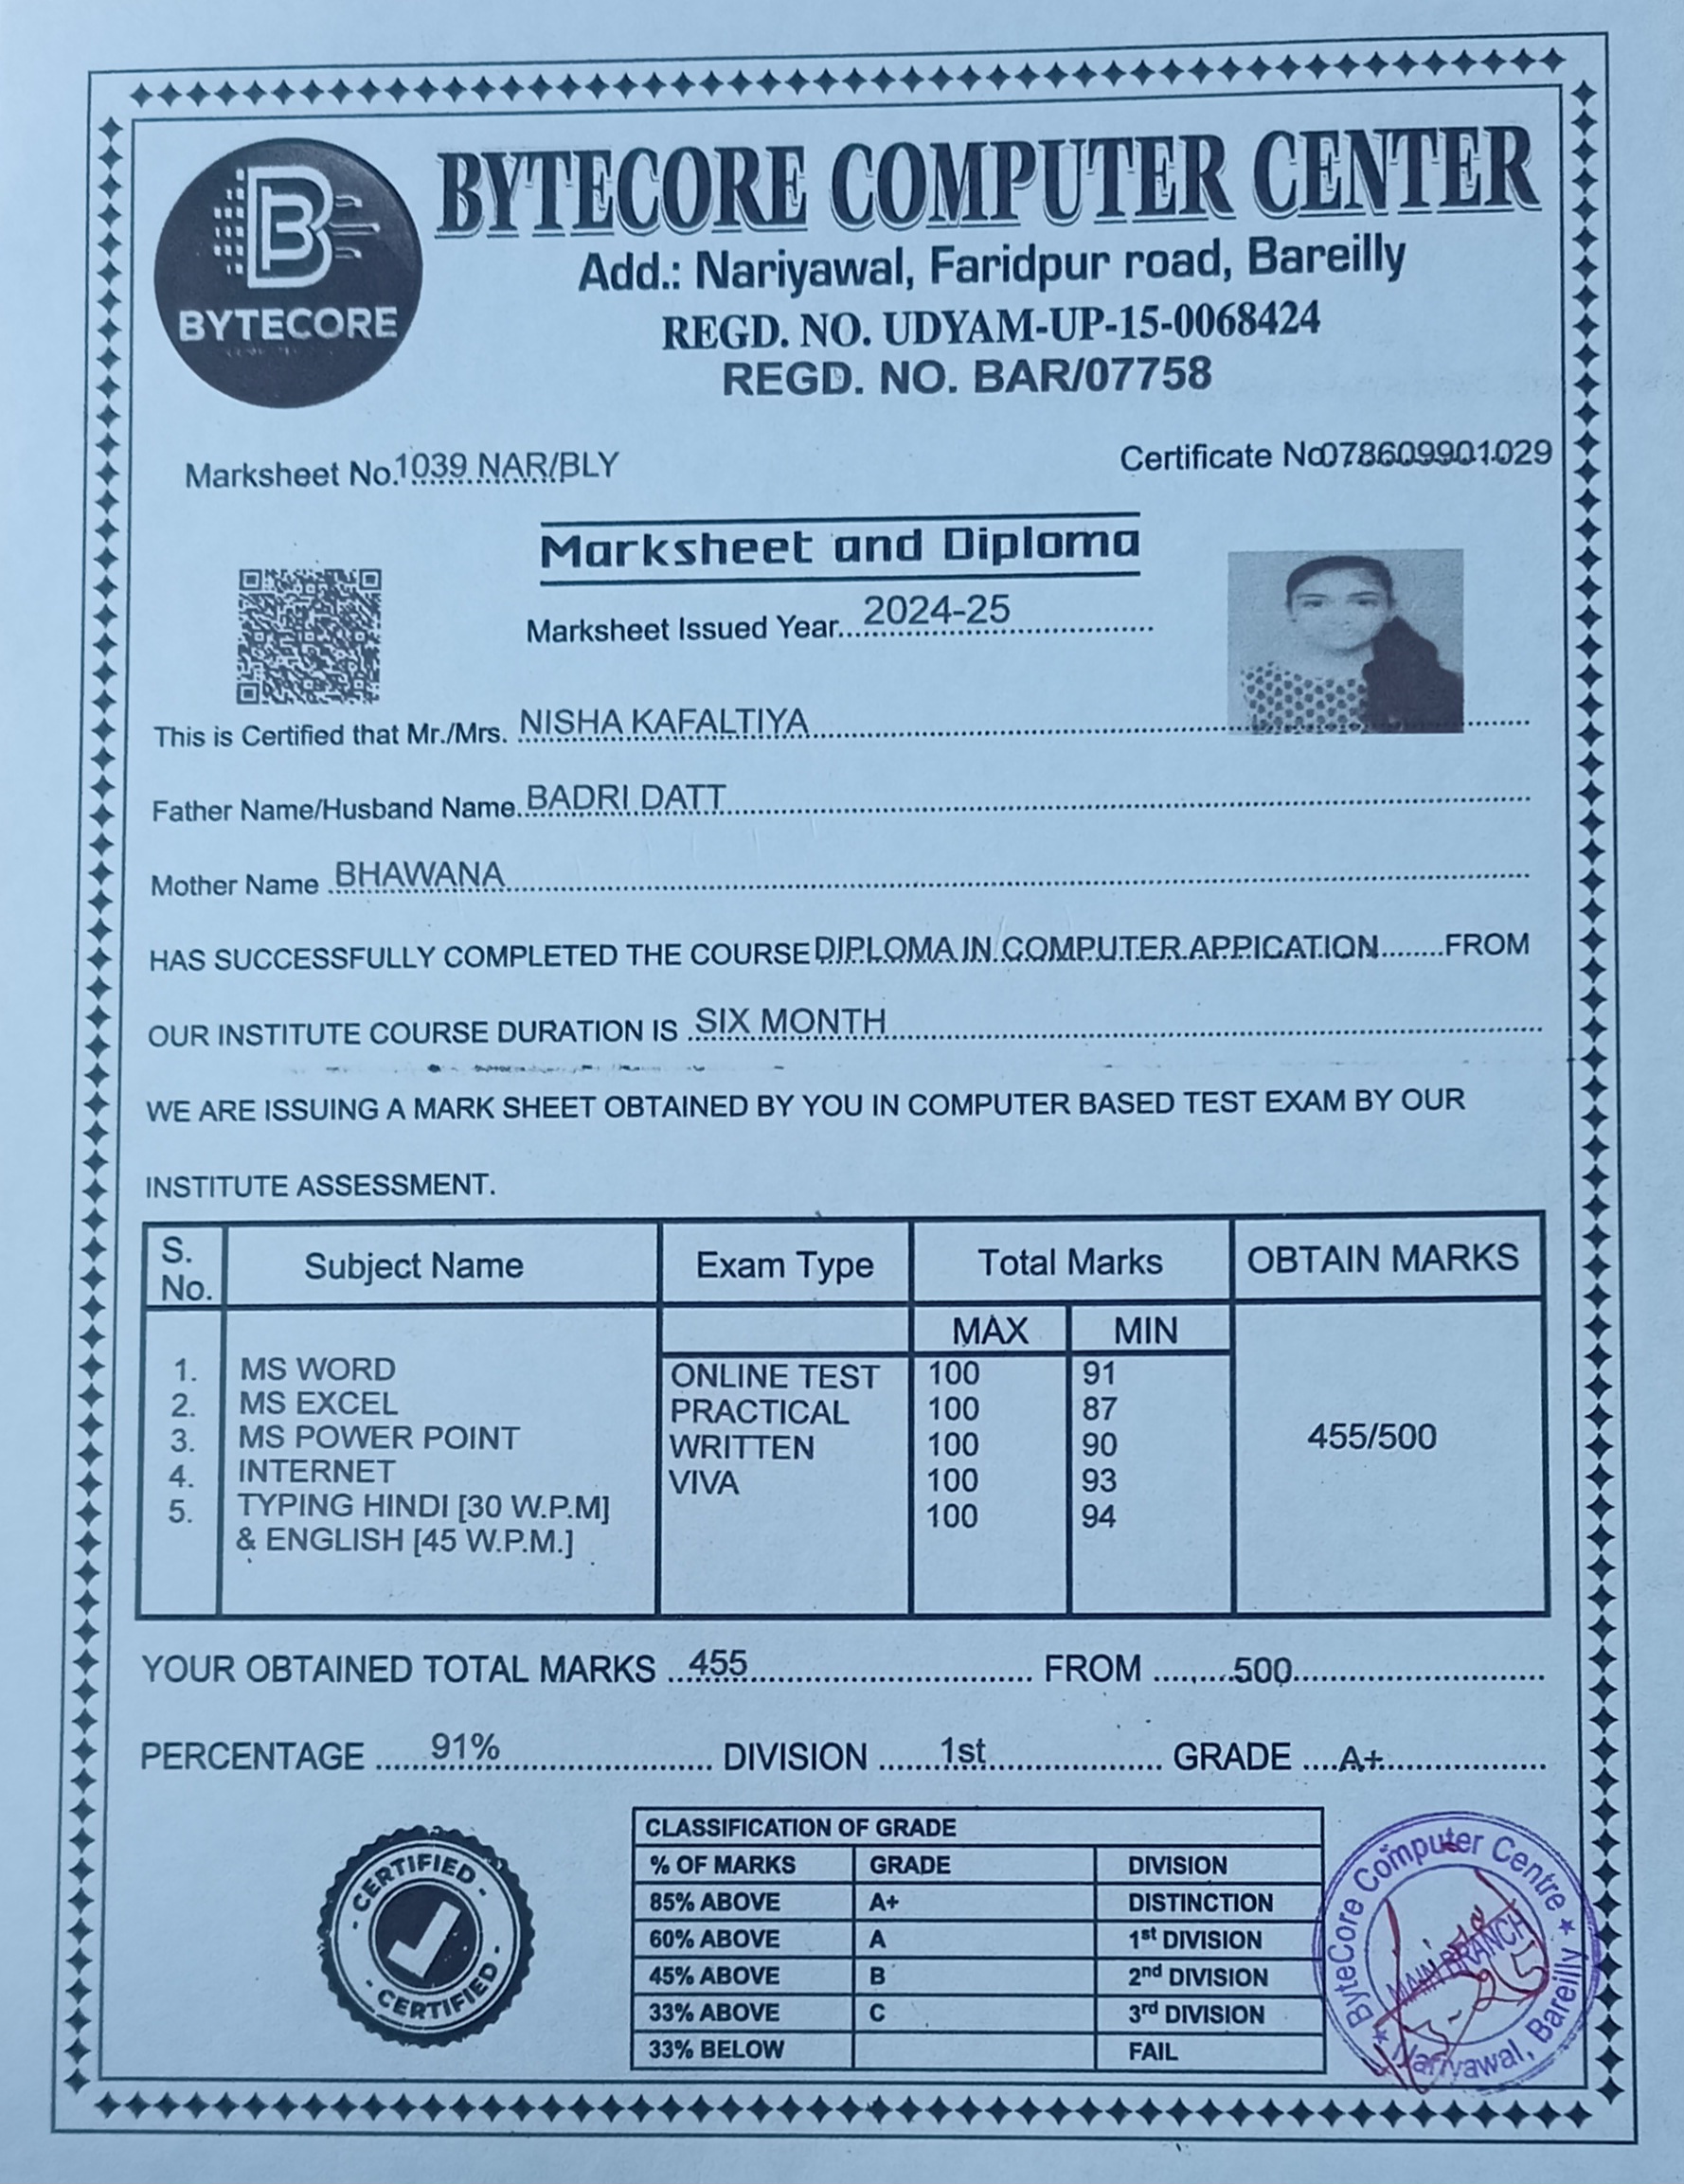 BYTECORE
BYTECORE COMPUTER CENTER
Add.: Nariyawal, Faridpur road, Bareilly
REGD. NO. UDYAM-UP-15-0068424
REGD. NO. BAR/07758
Marksheet No. 1039 NAR/BLY
Certificate No 078609901029
Marksheet and Diploma
Marksheet Issued Year... 2024-25
This is Certified that Mr./Mrs. NISHA KAFALTIYA
Father Name/Husband Name. BADRI DATT
Mother Name BHAWANA
HAS SUCCESSFULLY COMPLETED THE COURSE DIPLOMA IN COMPUTER APPICATION FROM
OUR INSTITUTE COURSE DURATION IS SIX MONTH
WE ARE ISSUING A MARK SHEET OBTAINED BY YOU IN COMPUTER BASED TEST EXAM BY OUR
INSTITUTE ASSESSMENT.
S. No. Subject Name Exam Type Total Marks OBTAIN MARKS
MAX MIN
1. MS WORD ONLINE TEST 100 91
2. MS EXCEL PRACTICAL 100 87
3. MS POWER POINT WRITTEN 100 90 455/500
4. INTERNET VIVA 100 93
5. TYPING HINDI [30 W.P.M] 100 94
& ENGLISH [45 W.P.M.]
YOUR OBTAINED TOTAL MARKS 455 FROM 500
PERCENTAGE 91% DIVISION 1st GRADE A+
CERTIFIED
CERTIFIED
CLASSIFICATION OF GRADE
% OF MARKS GRADE DIVISION
85% ABOVE A+ DISTINCTION
60% ABOVE A 1st DIVISION
45% ABOVE B 2nd DIVISION
33% ABOVE C 3rd DIVISION
33% BELOW FAIL
ByteCore Computer Centre
MAIN BRANCH
Nariyawal, Bareilly